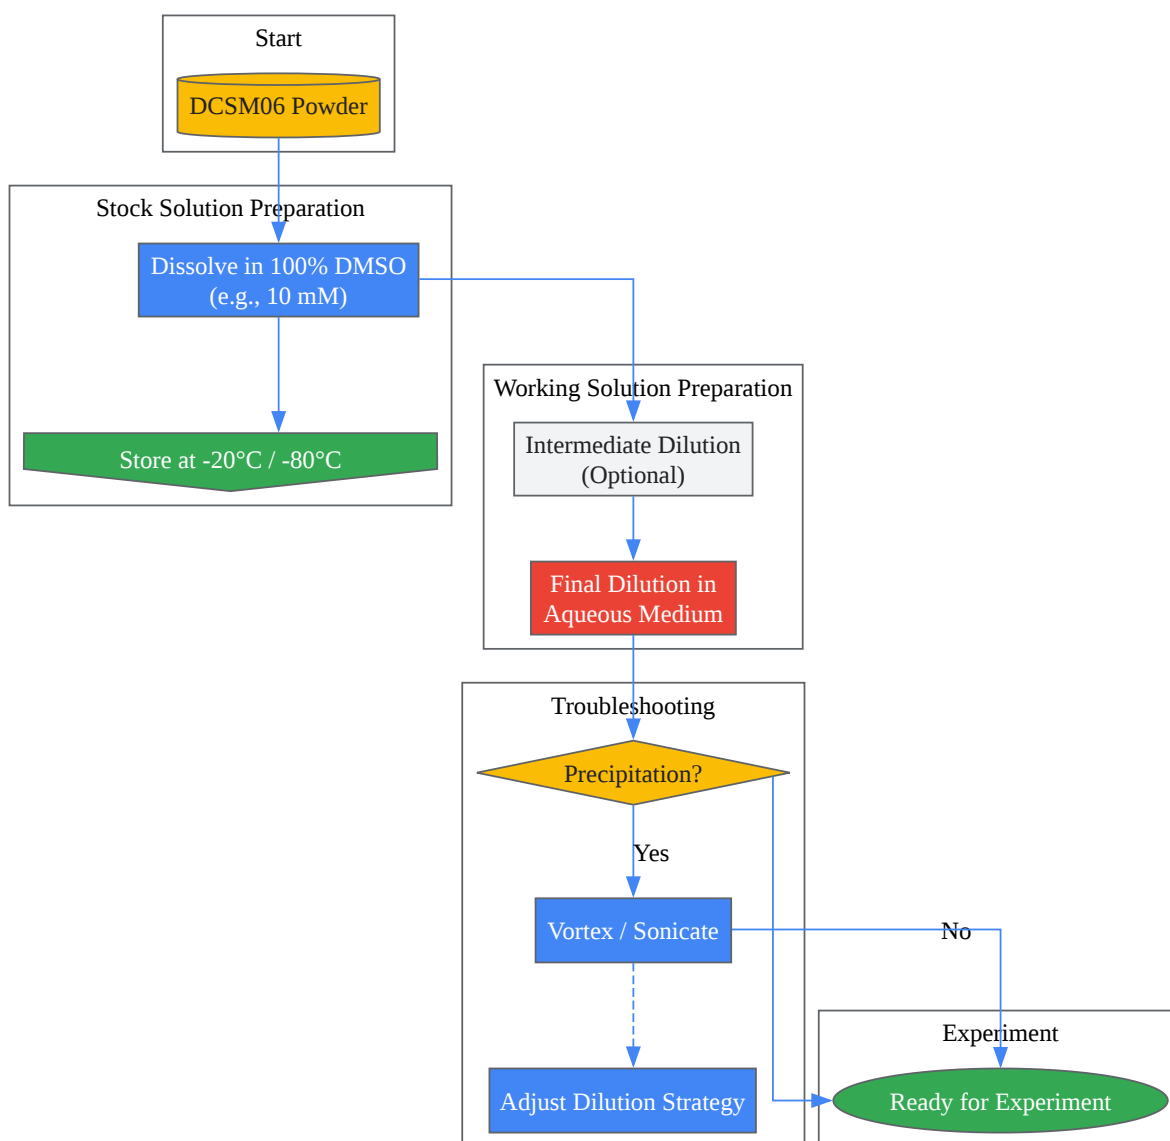 Start
DCSM06 Powder
Stock Solution Preparation
Dissolve in 100% DMSO
(e.g., 10 mM)
Store at -20°C / -80°C
Working Solution Preparation
Intermediate Dilution
(Optional)
Final Dilution in
Aqueous Medium
Troubleshooting
Precipitation?
Yes
Vortex / Sonicate
No
Adjust Dilution Strategy
Experiment
Ready for Experiment